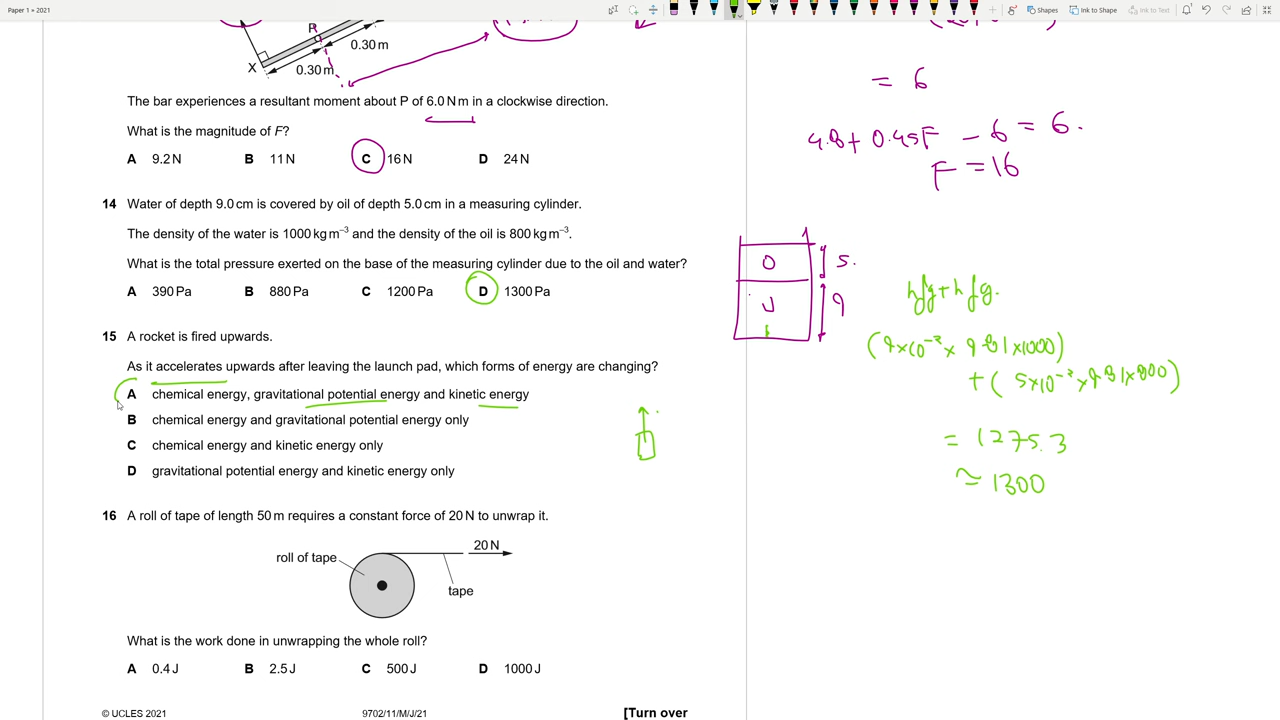 Paper 1 + 2021
Shapes
Ink to Shape
Ink to Text
R
0.30 m
X
0.30 m
The bar experiences a resultant moment about P of 6.0 N m in a clockwise direction.
What is the magnitude of F?
A 9.2 N B 11 N C 16 N D 24 N
= 6
4.8 + 0.45F - 6 = 6.
F = 16
14 Water of depth 9.0 cm is covered by oil of depth 5.0 cm in a measuring cylinder.
The density of the water is 1000 kg m⁻³ and the density of the oil is 800 kg m⁻³.
What is the total pressure exerted on the base of the measuring cylinder due to the oil and water?
A 390 Pa B 880 Pa C 1200 Pa D 1300 Pa
O
5.
9
hρg + hρg.
(9×10⁻² × 9.81×1000)
+ (5×10⁻² × 9.81×800)
= 1275.3
≈ 1300
15 A rocket is fired upwards.
As it accelerates upwards after leaving the launch pad, which forms of energy are changing?
A chemical energy, gravitational potential energy and kinetic energy
B chemical energy and gravitational potential energy only
C chemical energy and kinetic energy only
D gravitational potential energy and kinetic energy only
16 A roll of tape of length 50 m requires a constant force of 20 N to unwrap it.
20 N
roll of tape
tape
What is the work done in unwrapping the whole roll?
A 0.4 J B 2.5 J C 500 J D 1000 J
© UCLES 2021 9702/11/M/J/21 [Turn over